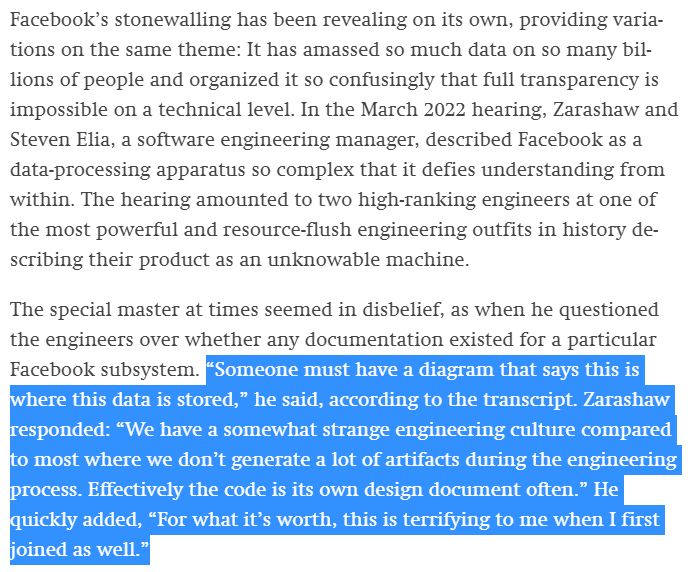 Facebook’s stonewalling has been revealing on its own, providing varia-
tions on the same theme: It has amassed so much data on so many bil-
lions of people and organized it so confusingly that full transparency is
impossible on a technical level. In the March 2022 hearing, Zarashaw and
Steven Elia, a software engineering manager, described Facebook as a
data-processing apparatus so complex that it defies understanding from
within. The hearing amounted to two high-ranking engineers at one of
the most powerful and resource-flush engineering outfits in history de-
scribing their product as an unknowable machine.
The special master at times seemed in disbelief, as when he questioned
the engineers over whether any documentation existed for a particular
Facebook subsystem. “Someone must have a diagram that says this is
where this data is stored,” he said, according to the transcript. Zarashaw
responded: “We have a somewhat strange engineering culture compared
to most where we don’t generate a lot of artifacts during the engineering
process. Effectively the code is its own design document often.” He
quickly added, “For what it’s worth, this is terrifying to me when I first
joined as well.”